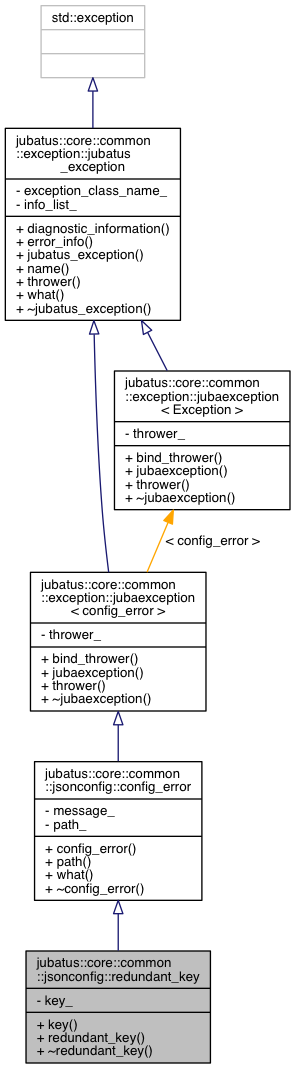 std::exception
jubatus::core::common
::exception::jubatus
_exception
- exception_class_name_
- info_list_
+ diagnostic_information()
+ error_info()
+ jubatus_exception()
+ name()
+ thrower()
+ what()
+ ~jubatus_exception()
jubatus::core::common
::exception::jubaexception
< Exception >
- thrower_
+ bind_thrower()
+ jubaexception()
+ thrower()
+ ~jubaexception()
< config_error >
jubatus::core::common
::exception::jubaexception
< config_error >
- thrower_
+ bind_thrower()
+ jubaexception()
+ thrower()
+ ~jubaexception()
jubatus::core::common
::jsonconfig::config_error
- message_
- path_
+ config_error()
+ path()
+ what()
+ ~config_error()
jubatus::core::common
::jsonconfig::redundant_key
- key_
+ key()
+ redundant_key()
+ ~redundant_key()